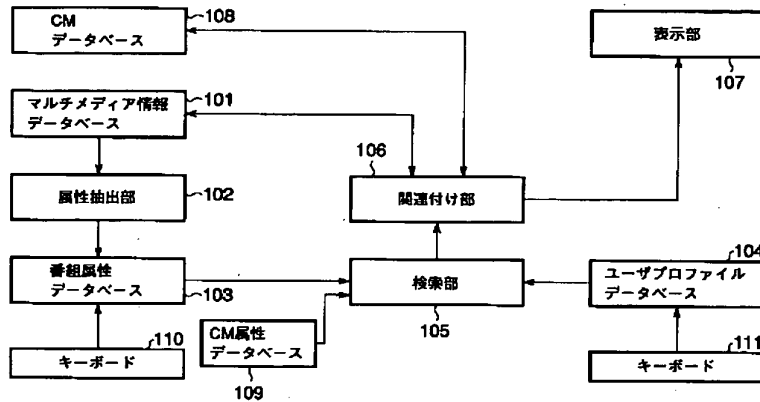 CM
データベース
108
マルチメディア情報
データベース
101
属性抽出部
102
番組属性
データベース
103
キーボード
110
CM属性
データベース
109
106
関連付け部
検索部
105
表示部
107
104
ユーザプロファイル
データベース
111
キーボード